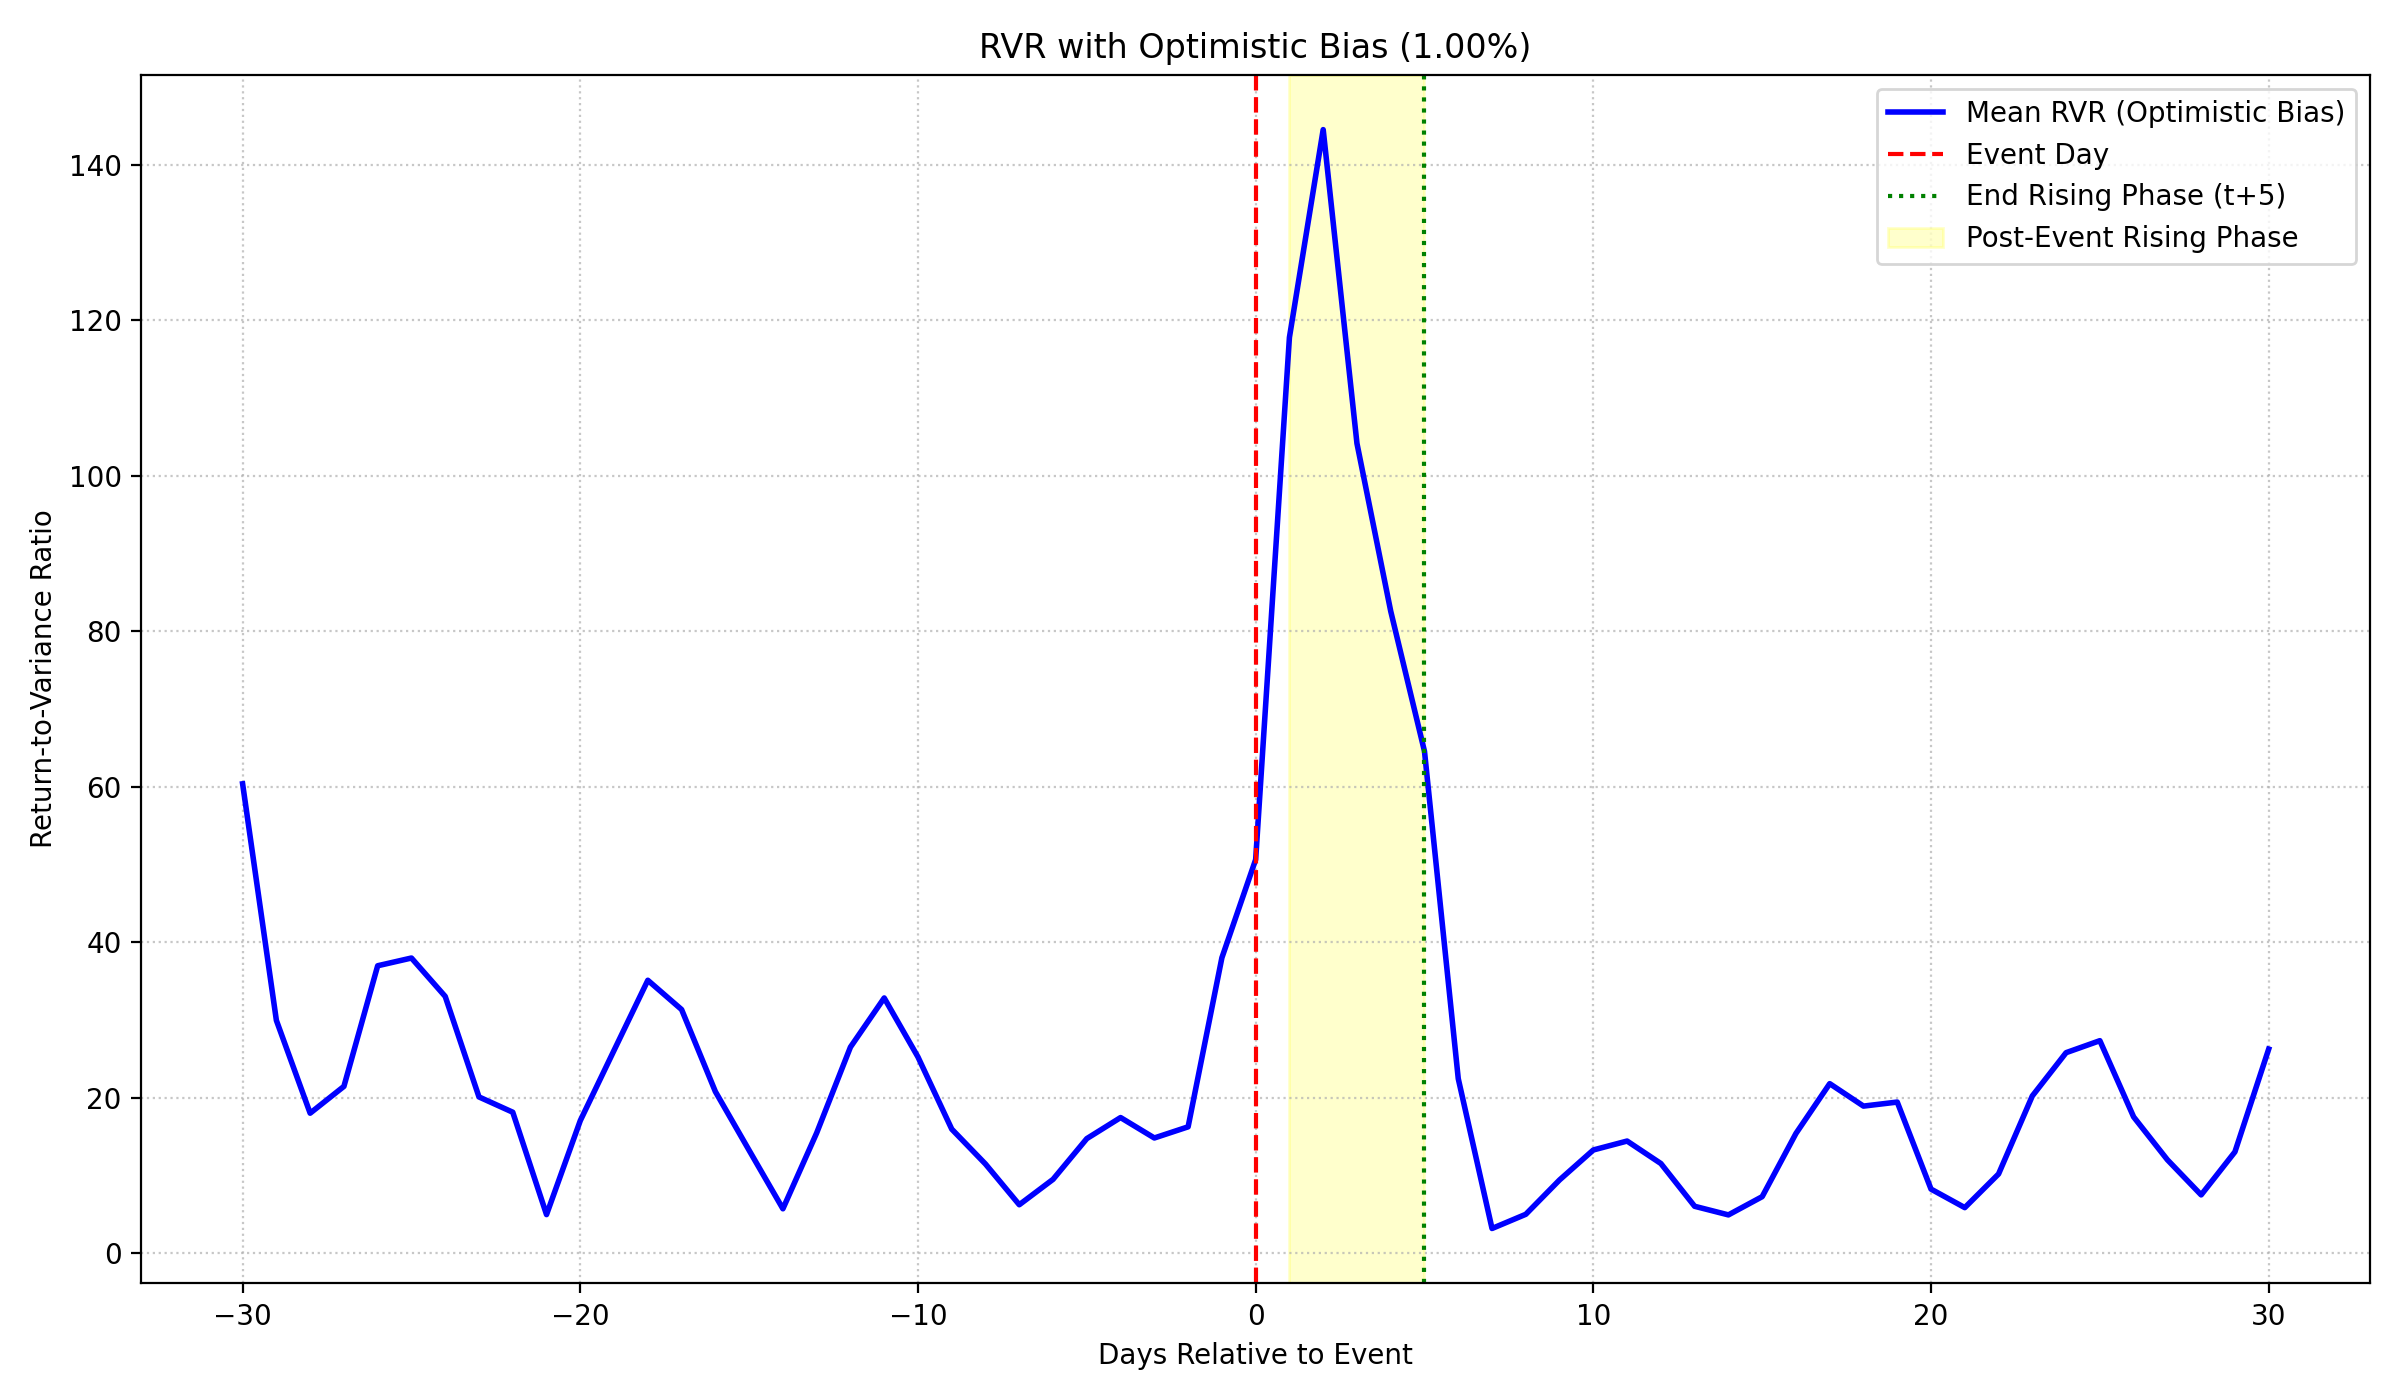 RVR with Optimistic Bias (1.00%)
Mean RVR (Optimistic Bias)
Event Day
End Rising Phase (t+5)
Post-Event Rising Phase
Return-to-Variance Ratio
140
120
100
80
60
40
20
0
−30 −20 −10 0 10 20 30
Days Relative to Event